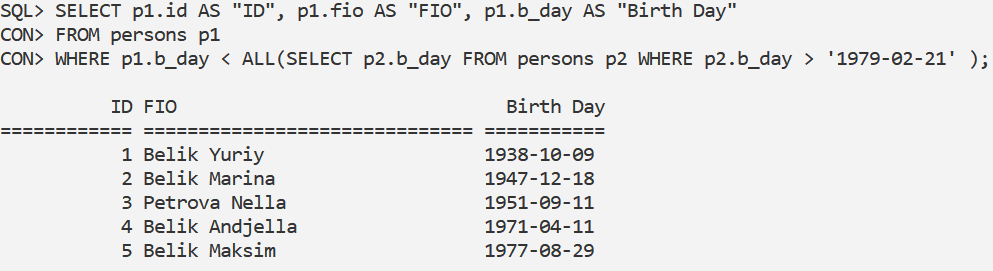 SQL> SELECT p1.id AS "ID", p1.fio AS "FIO", p1.b_day AS "Birth Day"
CON> FROM persons p1
CON> WHERE p1.b_day < ALL(SELECT p2.b_day FROM persons p2 WHERE p2.b_day > '1979-02-21' );

          ID FIO                              Birth Day
============ ============================== ===========
           1 Belik Yuriy                    1938-10-09
           2 Belik Marina                   1947-12-18
           3 Petrova Nella                  1951-09-11
           4 Belik Andjella                 1971-04-11
           5 Belik Maksim                   1977-08-29